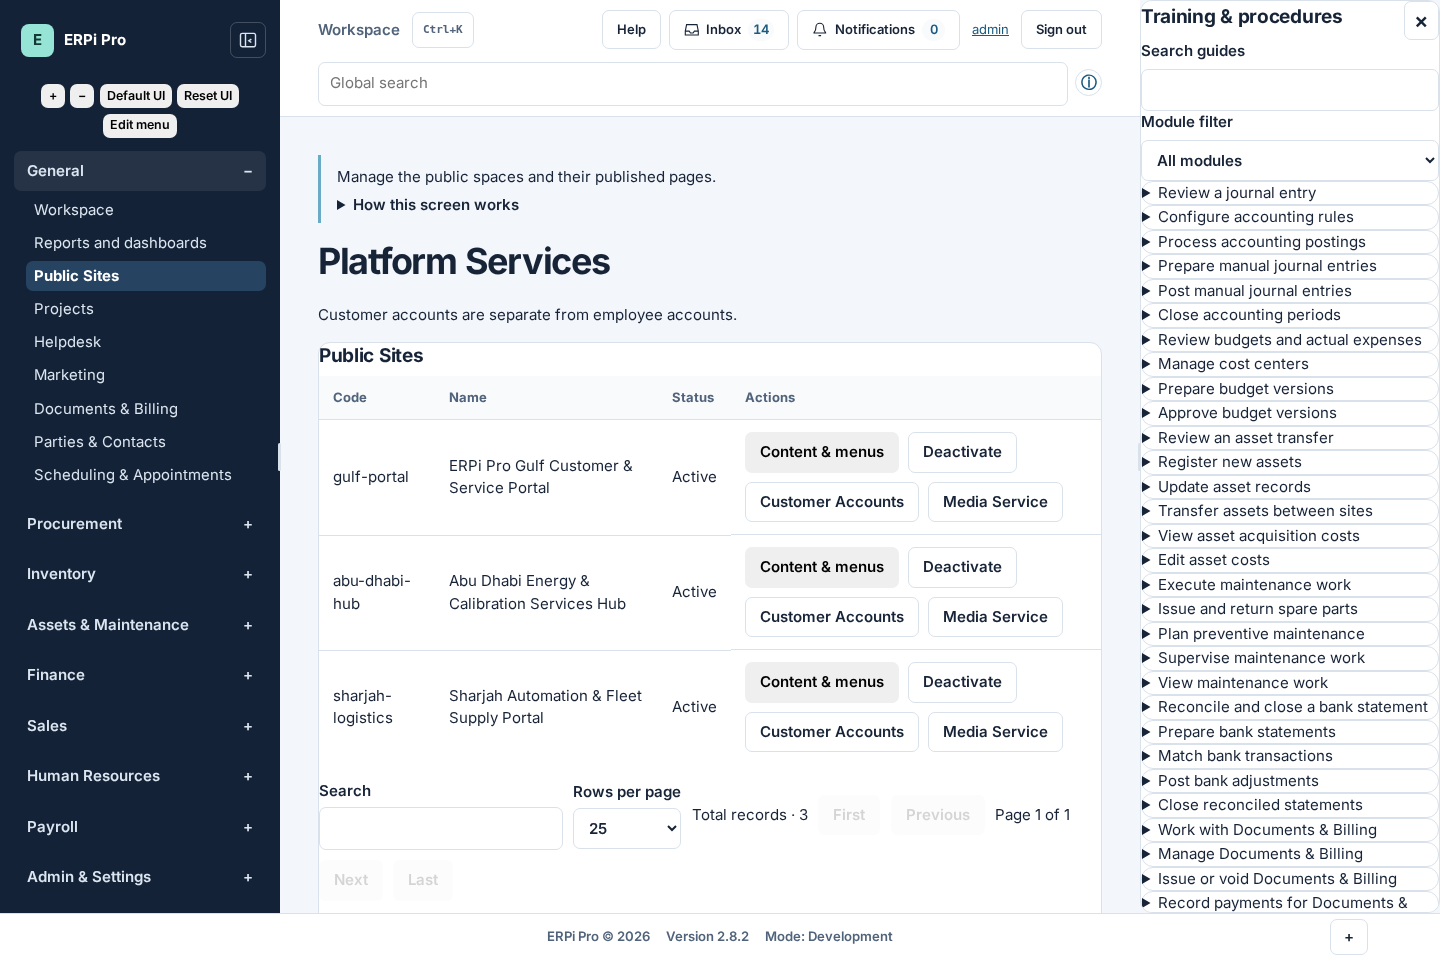 E ERPi Pro
+ − Default UI Reset UI
Edit menu
General −
Workspace
Reports and dashboards
Public Sites
Projects
Helpdesk
Marketing
Documents & Billing
Parties & Contacts
Scheduling & Appointments
Procurement +
Inventory +
Assets & Maintenance +
Finance +
Sales +
Human Resources +
Payroll +
Admin & Settings +
Workspace Ctrl+K Help Inbox 14 Notifications 0 admin Sign out
Global search
Manage the public spaces and their published pages.
How this screen works
Platform Services
Customer accounts are separate from employee accounts.
Public Sites
Code Name Status Actions
gulf-portal ERPi Pro Gulf Customer & Service Portal Active Content & menus Deactivate
Customer Accounts Media Service
abu-dhabi-hub Abu Dhabi Energy & Calibration Services Hub Active Content & menus Deactivate
Customer Accounts Media Service
sharjah-logistics Sharjah Automation & Fleet Supply Portal Active Content & menus Deactivate
Customer Accounts Media Service
Search Rows per page
25 Total records · 3 First Previous Page 1 of 1
Next Last
Training & procedures ×
Search guides
Module filter
All modules
Review a journal entry
Configure accounting rules
Process accounting postings
Prepare manual journal entries
Post manual journal entries
Close accounting periods
Review budgets and actual expenses
Manage cost centers
Prepare budget versions
Approve budget versions
Review an asset transfer
Register new assets
Update asset records
Transfer assets between sites
View asset acquisition costs
Edit asset costs
Execute maintenance work
Issue and return spare parts
Plan preventive maintenance
Supervise maintenance work
View maintenance work
Reconcile and close a bank statement
Prepare bank statements
Match bank transactions
Post bank adjustments
Close reconciled statements
Work with Documents & Billing
Manage Documents & Billing
Issue or void Documents & Billing
Record payments for Documents &
ERPi Pro © 2026 Version 2.8.2 Mode: Development +